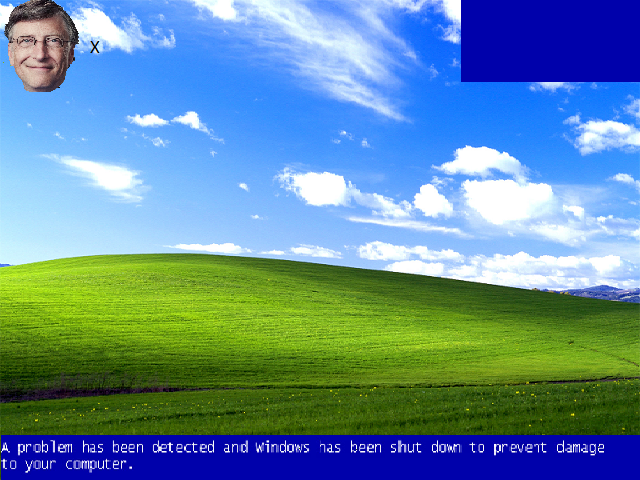 X
A problem has been detected and Windows has been shut down to prevent damage
to your computer.